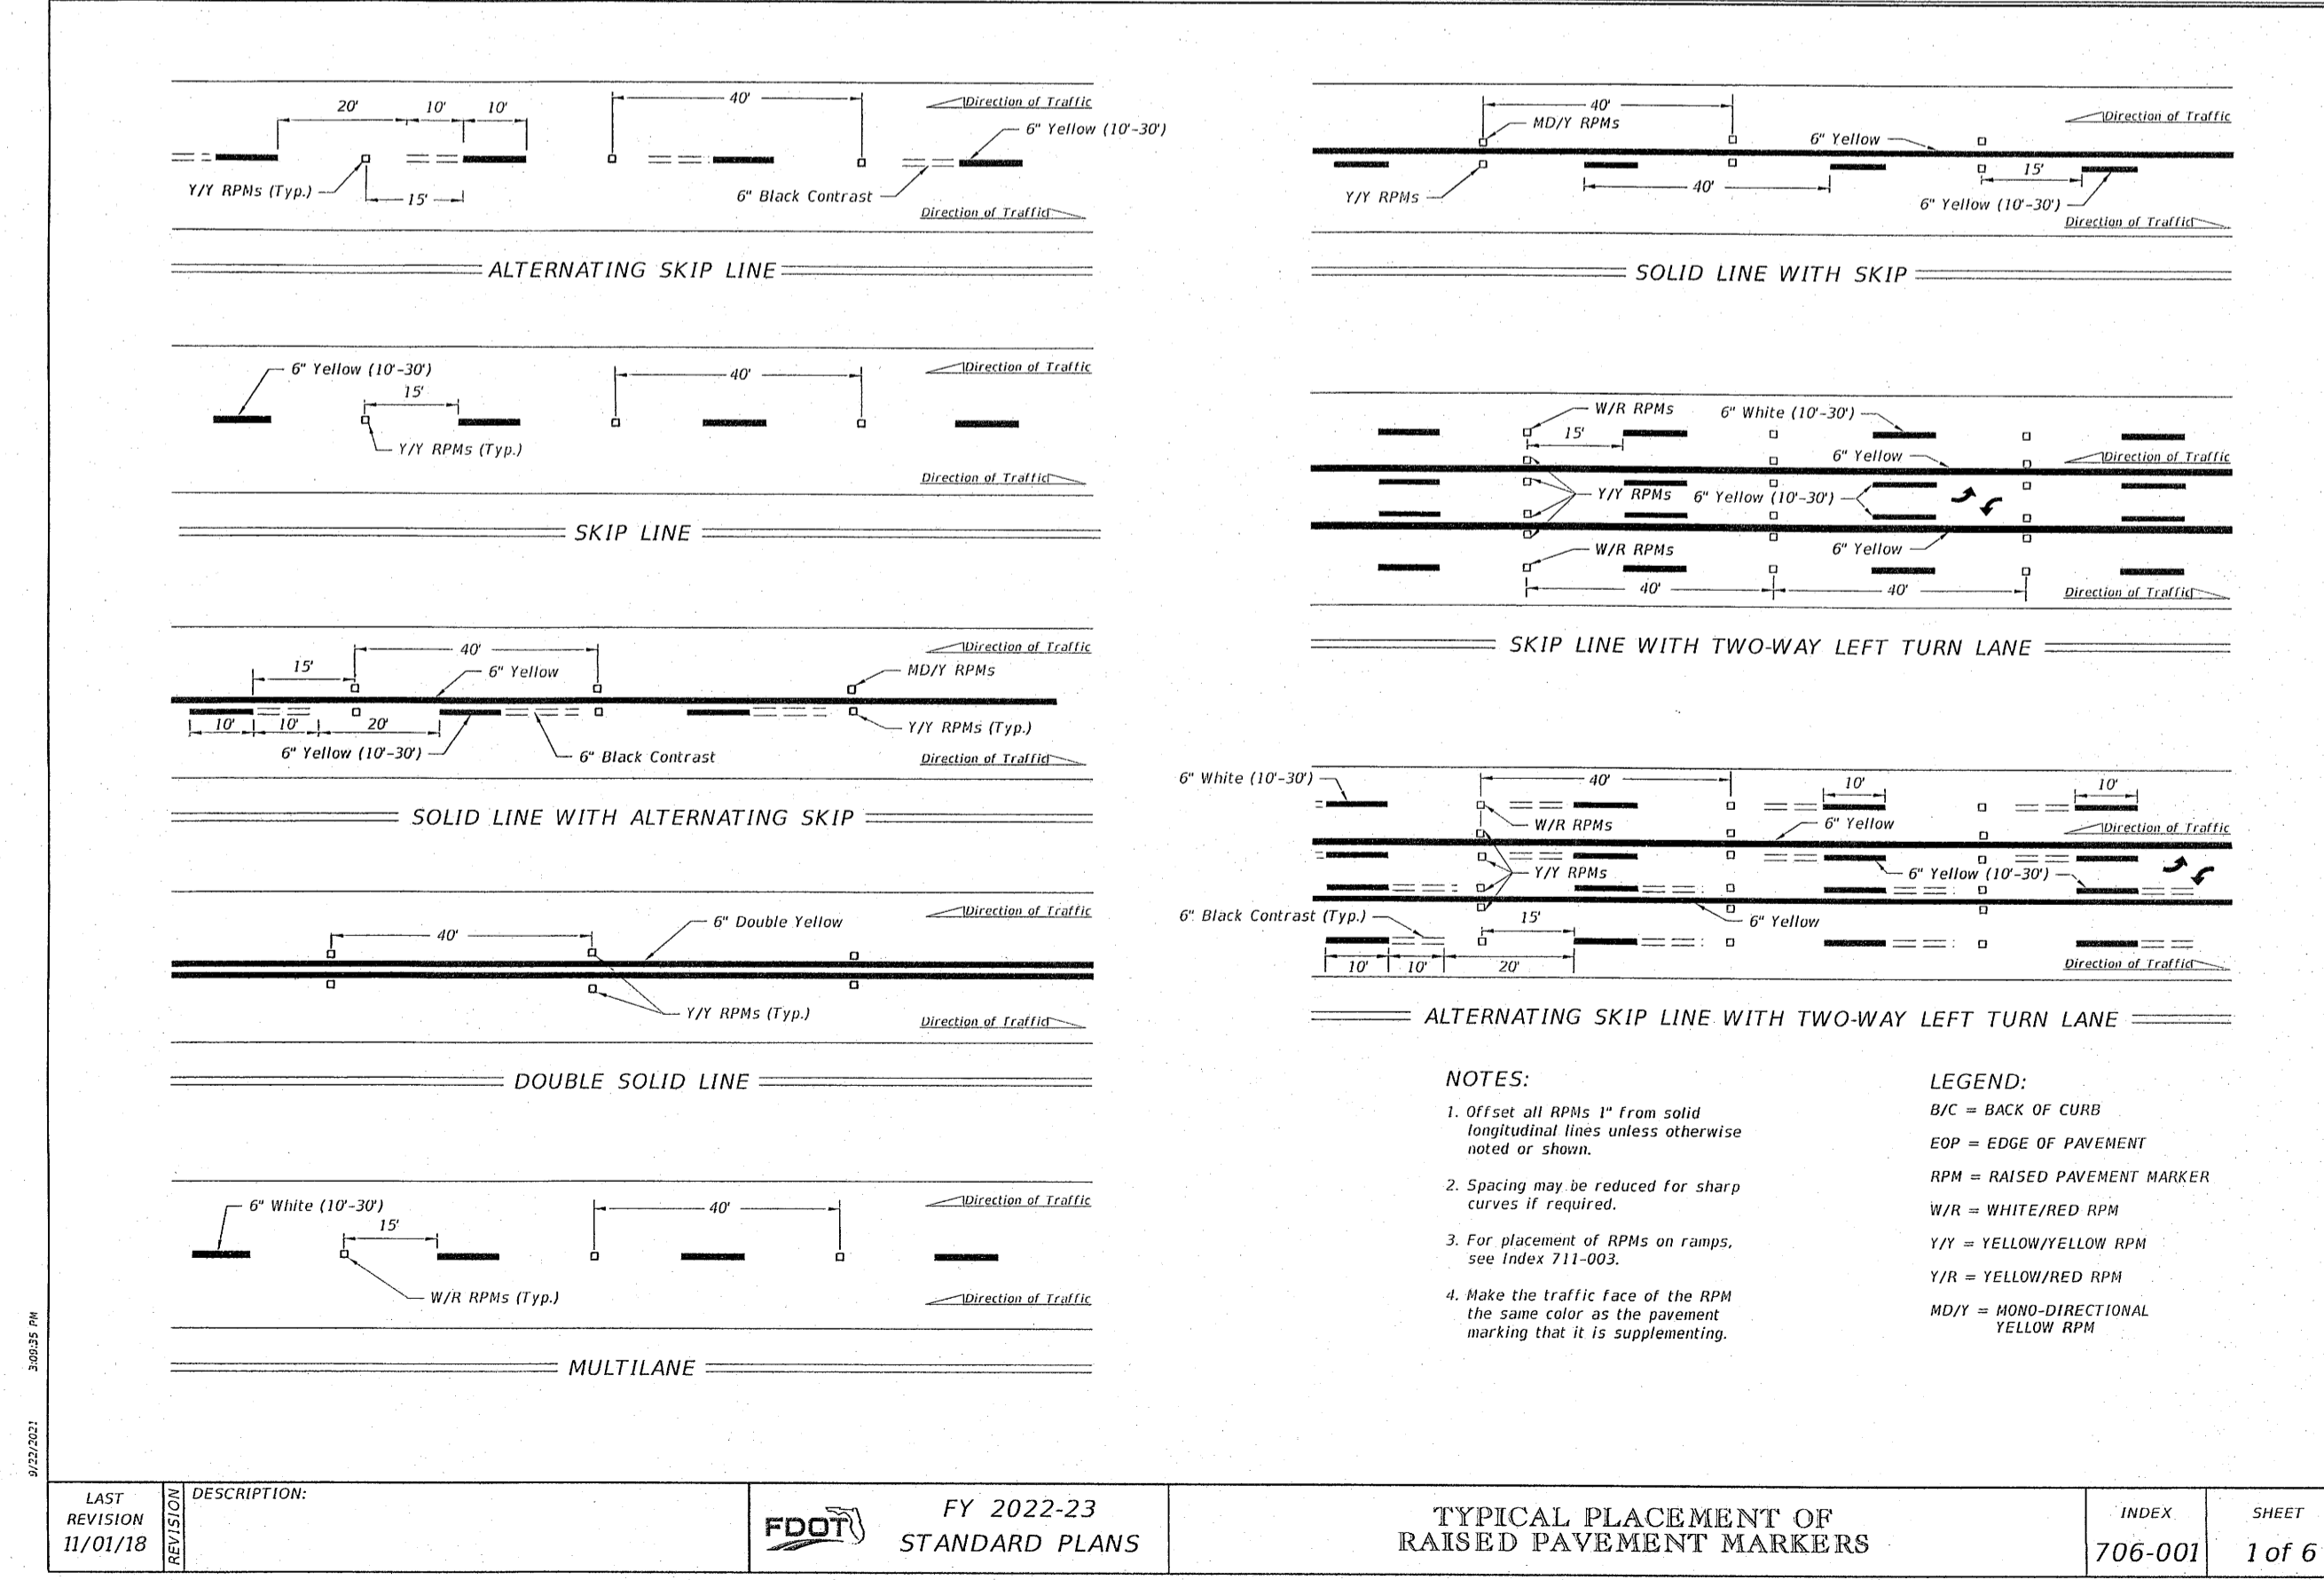 20' 10' 10' 40' Direction of Traffic
6" Yellow (10'-30')
Y/Y RPMs (Typ.) 15' 6" Black Contrast
Direction of Traffic
ALTERNATING SKIP LINE
6" Yellow (10'-30') 40' Direction of Traffic
15'
Y/Y RPMs (Typ.)
Direction of Traffic
SKIP LINE
40' Direction of Traffic
15' 6" Yellow MD/Y RPMs
10' 10' 20' Y/Y RPMs (Typ.)
6" Yellow (10'-30') 6" Black Contrast Direction of Traffic
SOLID LINE WITH ALTERNATING SKIP
40' 6" Double Yellow Direction of Traffic
Y/Y RPMs (Typ.) Direction of Traffic
DOUBLE SOLID LINE
6" White (10'-30') 40' Direction of Traffic
15'
W/R RPMs (Typ.) Direction of Traffic
MULTILANE
40' Direction of Traffic
MD/Y RPMs 6" Yellow
15'
Y/Y RPMs 40' 6" Yellow (10'-30')
Direction of Traffic
SOLID LINE WITH SKIP
W/R RPMs 6" White (10'-30')
15'
6" Yellow Direction of Traffic
Y/Y RPMs 6" Yellow (10'-30')
W/R RPMs 6" Yellow
40' 40' Direction of Traffic
SKIP LINE WITH TWO-WAY LEFT TURN LANE
6" White (10'-30') 40' 10' 10'
W/R RPMs 6" Yellow Direction of Traffic
Y/Y RPMs 6" Yellow (10'-30')
6" Black Contrast (Typ.) 15' 6" Yellow
10' 10' 20' Direction of Traffic
ALTERNATING SKIP LINE WITH TWO-WAY LEFT TURN LANE
NOTES:
1. Offset all RPMs 1" from solid
longitudinal lines unless otherwise
noted or shown.
2. Spacing may be reduced for sharp
curves if required.
3. For placement of RPMs on ramps,
see Index 711-003.
4. Make the traffic face of the RPM
the same color as the pavement
marking that it is supplementing.
LEGEND:
B/C = BACK OF CURB
EOP = EDGE OF PAVEMENT
RPM = RAISED PAVEMENT MARKER
W/R = WHITE/RED RPM
Y/Y = YELLOW/YELLOW RPM
Y/R = YELLOW/RED RPM
MD/Y = MONO-DIRECTIONAL
YELLOW RPM
9/22/2021 3:09:35 PM
LAST
REVISION
11/01/18
REVISION
DESCRIPTION:
FDOT
FY 2022-23
STANDARD PLANS
TYPICAL PLACEMENT OF
RAISED PAVEMENT MARKERS
INDEX
706-001
SHEET
1 of 6